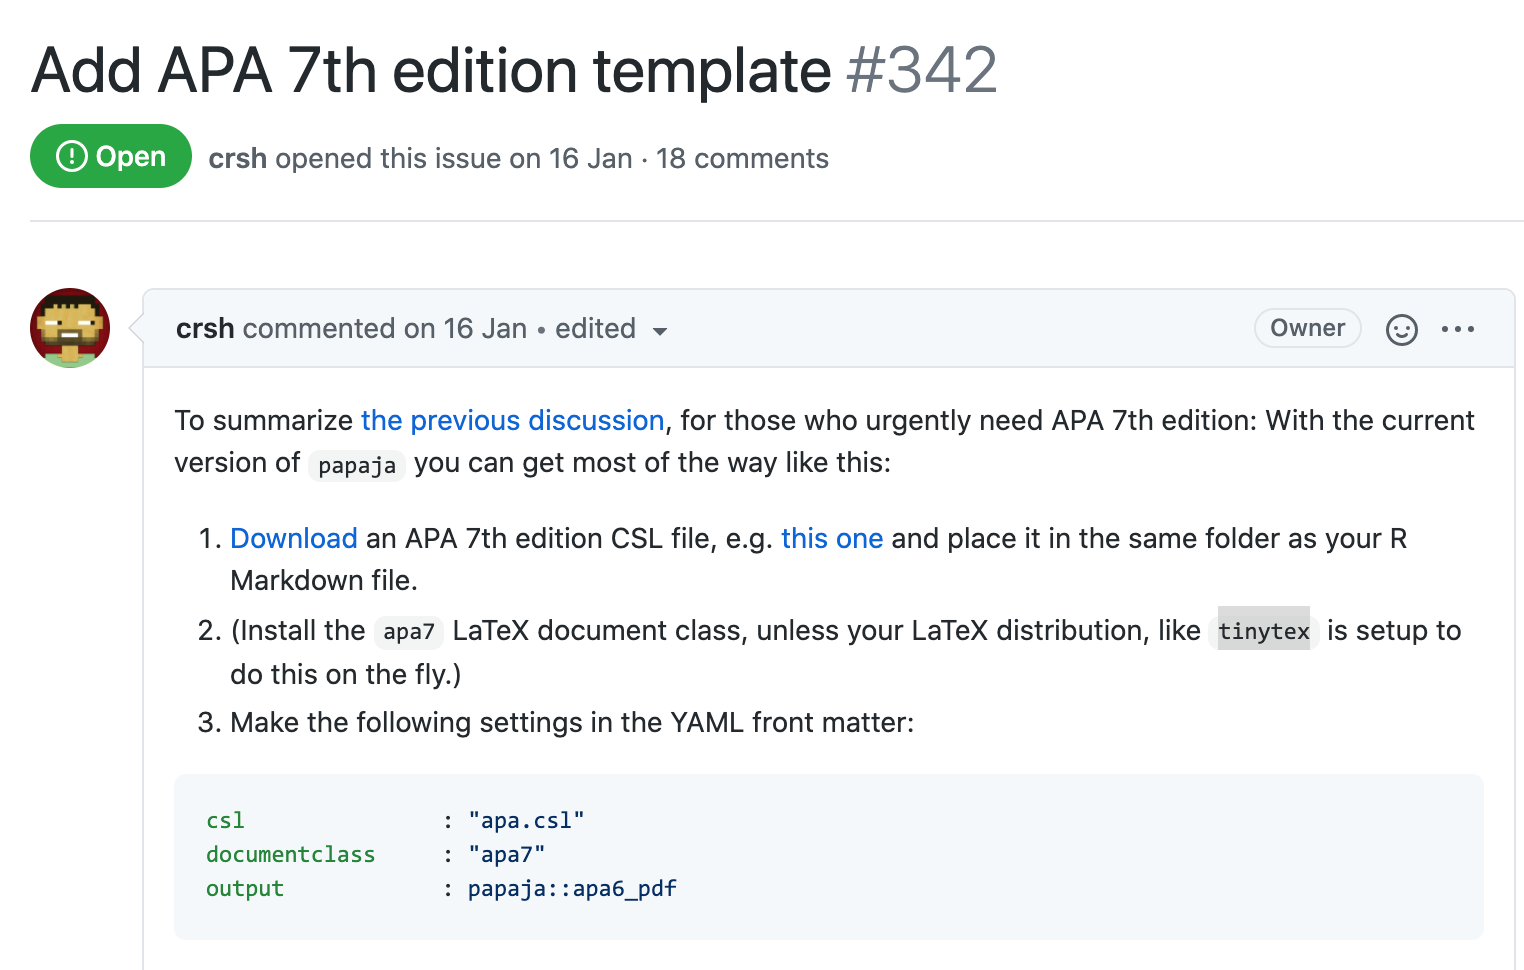 Add APA 7th edition template #342
Open crsh opened this issue on 16 Jan · 18 comments
crsh commented on 16 Jan • edited Owner
To summarize the previous discussion, for those who urgently need APA 7th edition: With the current
version of papaja you can get most of the way like this:
1. Download an APA 7th edition CSL file, e.g. this one and place it in the same folder as your R
Markdown file.
2. (Install the apa7 LaTeX document class, unless your LaTeX distribution, like tinytex is setup to
do this on the fly.)
3. Make the following settings in the YAML front matter:
csl : "apa.csl"
documentclass : "apa7"
output : papaja::apa6_pdf